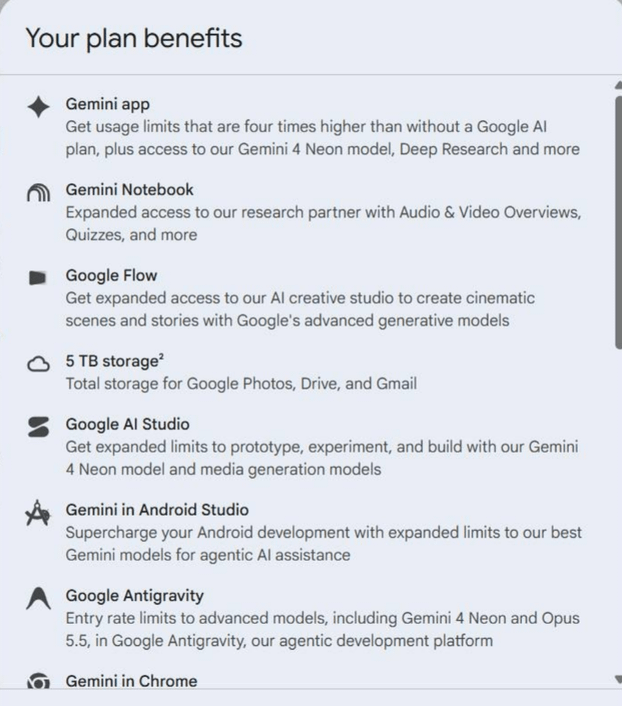 Your plan benefits
Gemini app
Get usage limits that are four times higher than without a Google AI
plan, plus access to our Gemini 4 Neon model, Deep Research and more
Gemini Notebook
Expanded access to our research partner with Audio & Video Overviews,
Quizzes, and more
Google Flow
Get expanded access to our AI creative studio to create cinematic
scenes and stories with Google's advanced generative models
5 TB storage²
Total storage for Google Photos, Drive, and Gmail
Google AI Studio
Get expanded limits to prototype, experiment, and build with our Gemini
4 Neon model and media generation models
Gemini in Android Studio
Supercharge your Android development with expanded limits to our best
Gemini models for agentic AI assistance
Google Antigravity
Entry rate limits to advanced models, including Gemini 4 Neon and Opus
5.5, in Google Antigravity, our agentic development platform
Gemini in Chrome